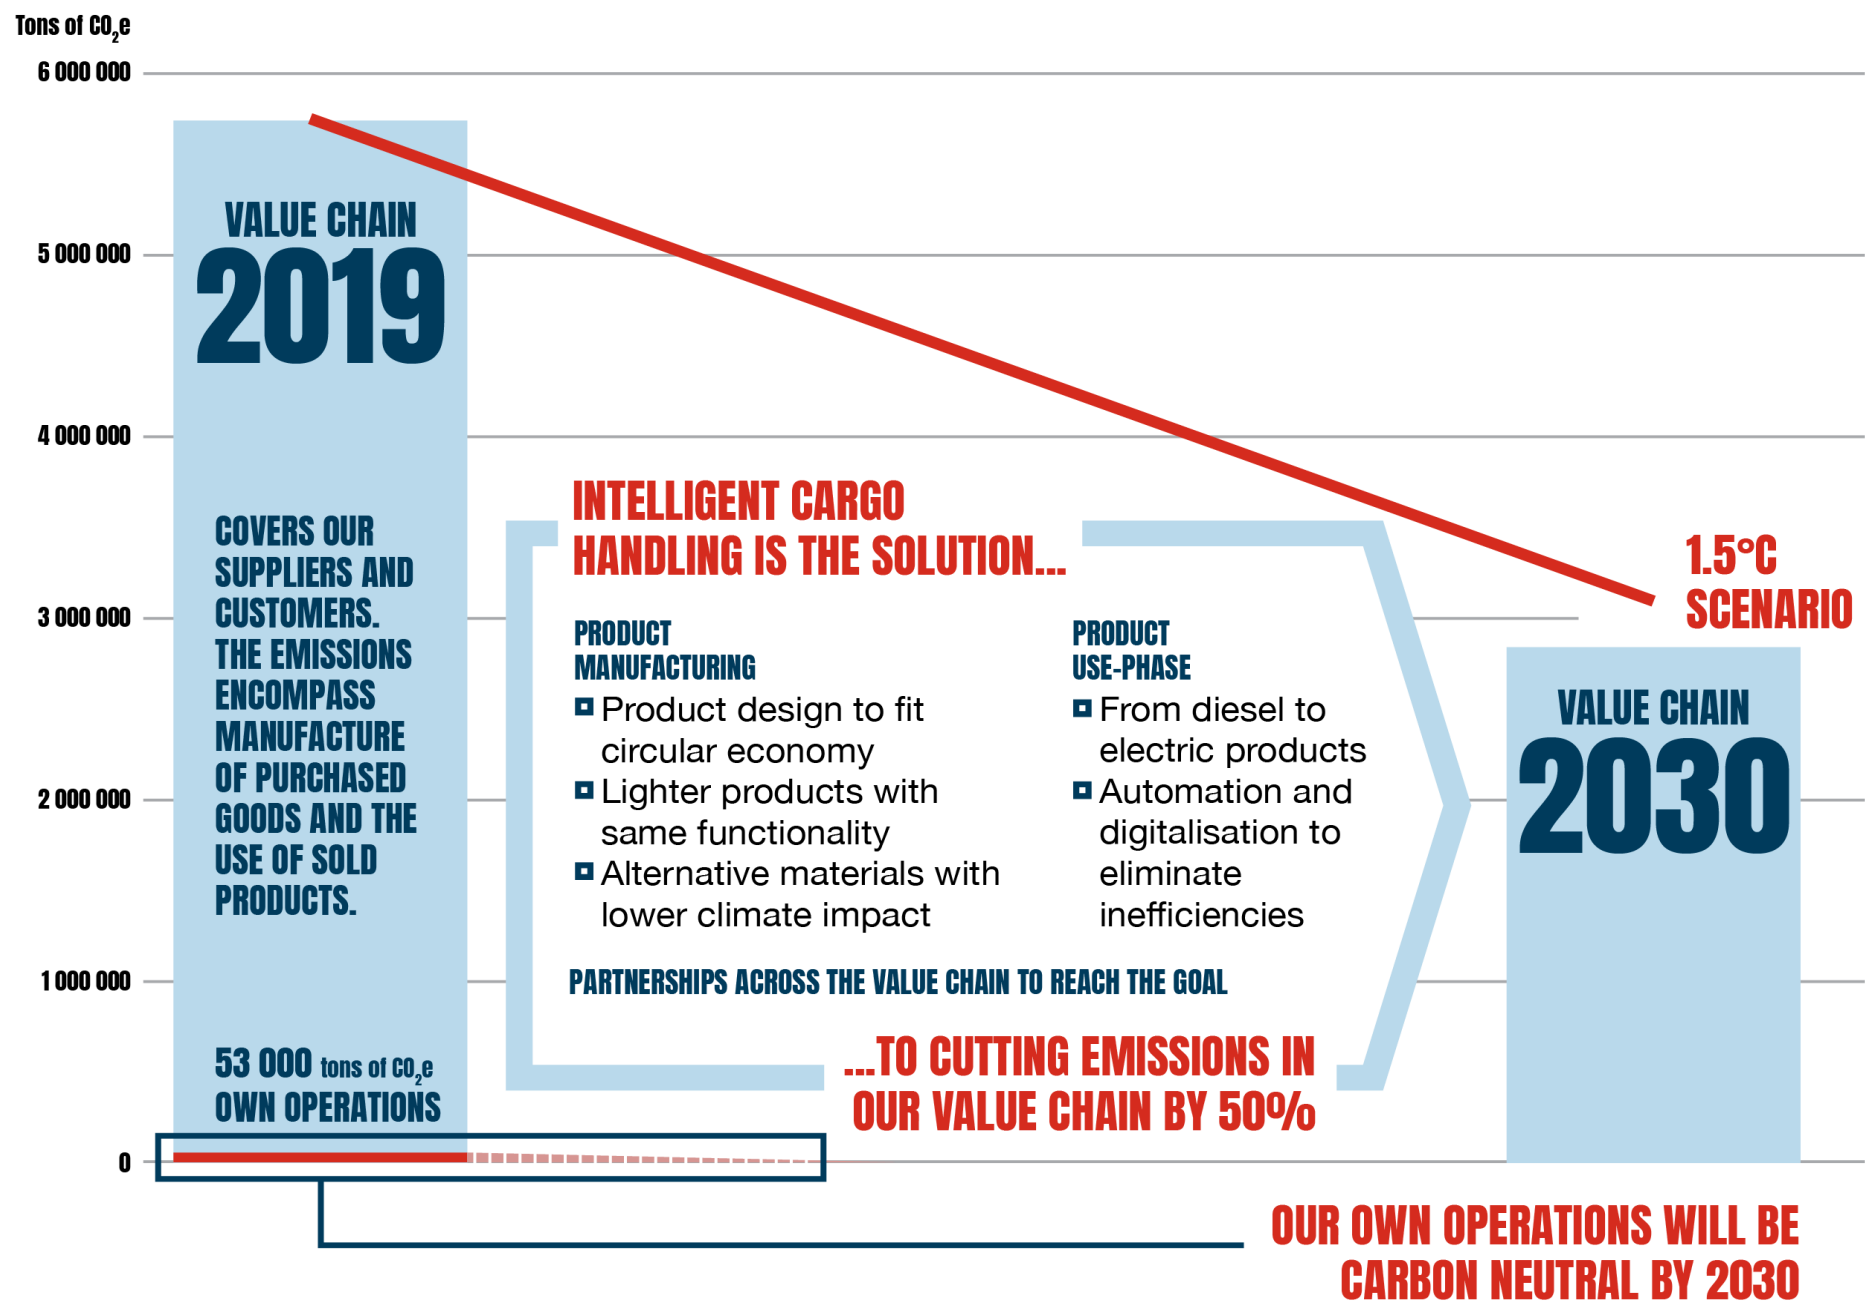 Tons of CO₂e
6 000 000
5 000 000
4 000 000
3 000 000
2 000 000
1 000 000
0
VALUE CHAIN
2019
COVERS OUR
SUPPLIERS AND
CUSTOMERS.
THE EMISSIONS
ENCOMPASS
MANUFACTURE
OF PURCHASED
GOODS AND THE
USE OF SOLD
PRODUCTS.
53 000 tons of CO₂e
OWN OPERATIONS
INTELLIGENT CARGO
HANDLING IS THE SOLUTION...
PRODUCT
MANUFACTURING
Product design to fit
circular economy
Lighter products with
same functionality
Alternative materials with
lower climate impact
PRODUCT
USE-PHASE
From diesel to
electric products
Automation and
digitalisation to
eliminate
inefficiencies
PARTNERSHIPS ACROSS THE VALUE CHAIN TO REACH THE GOAL
...TO CUTTING EMISSIONS IN
OUR VALUE CHAIN BY 50%
1.5°C
SCENARIO
VALUE CHAIN
2030
OUR OWN OPERATIONS WILL BE
CARBON NEUTRAL BY 2030